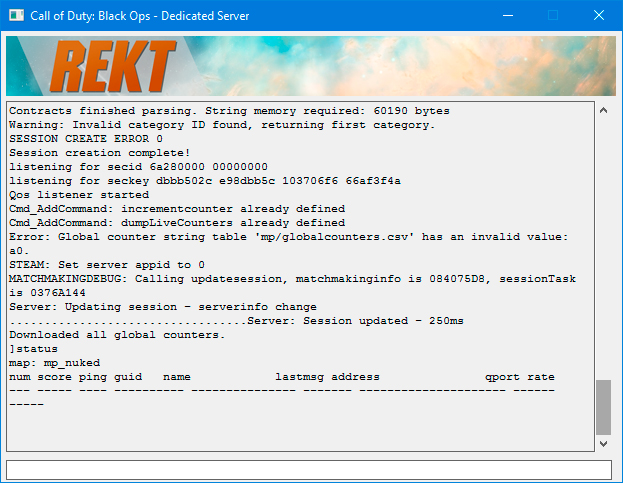 Call of Duty: Black Ops - Dedicated Server
REKT
Contracts finished parsing. String memory required: 60190 bytes
Warning: Invalid category ID found, returning first category.
SESSION CREATE ERROR 0
Session creation complete!
listening for secid 6a280000 00000000
listening for seckey dbbb502c e98dbb5c 103706f6 66af3f4a
Qos listener started
Cmd_AddCommand: incrementcounter already defined
Cmd_AddCommand: dumpLiveCounters already defined
Error: Global counter string table 'mp/globalcounters.csv' has an invalid value:
a0.
STEAM: Set server appid to 0
MATCHMAKINGDEBUG: Calling updatesession, matchmakinginfo is 084075D8, sessionTask
is 0376A144
Server: Updating session - serverinfo change
..................................Server: Session updated - 250ms
Downloaded all global counters.
]status
map: mp_nuked
num score ping guid   name            lastmsg address               qport rate
--- ----- ---- ---------- --------------- ------- --------------------- ------
-----